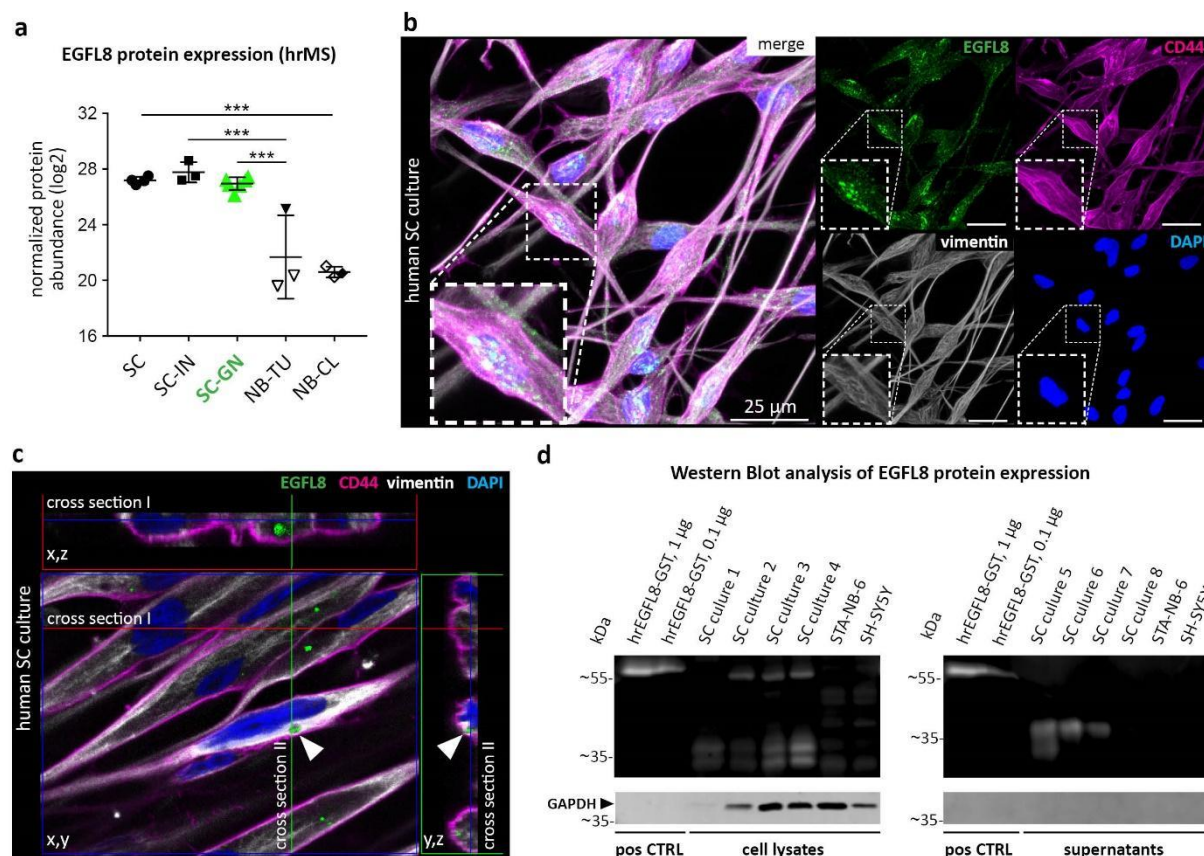 a
EGFL8 protein expression (hrMS)
normalized protein
abundance (log2)
32
28
24
20
16
***
***
***
SC
SC-IN
SC-GN
NB-TU
NB-CL
b
human SC culture
merge
25 µm
EGFL8
CD44
vimentin
DAPI
c
human SC culture
EGFL8 CD44 vimentin DAPI
cross section I
x,z
cross section I
cross section II
x,y
y,z
cross section II
d
Western Blot analysis of EGFL8 protein expression
kDa
hrEGFL8-GST, 1 µg
hrEGFL8-GST, 0.1 µg
SC culure 1
SC culture 2
SC culture 3
SC culture 4
STA-NB-6
SH-SY5Y
~55-
~35-
GAPDH
~35-
pos CTRL
cell lysates
kDa
hrEGFL8-GST, 1 µg
hrEGFL8-GST, 0.1 µg
SC culure 5
SC culture 6
SC culture 7
SC culture 8
STA-NB-6
SH-SY5Y
~55-
~35-
~35-
pos CTRL
supernatants